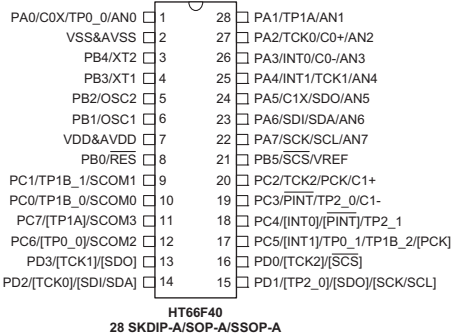 PA0/C0X/TP0_0/AN0 1 28 PA1/TP1A/AN1
VSS&AVSS 2 27 PA2/TCK0/C0+/AN2
PB4/XT2 3 26 PA3/INT0/C0-/AN3
PB3/XT1 4 25 PA4/INT1/TCK1/AN4
PB2/OSC2 5 24 PA5/C1X/SDO/AN5
PB1/OSC1 6 23 PA6/SDI/SDA/AN6
VDD&AVDD 7 22 PA7/SCK/SCL/AN7
PB0/RES 8 21 PB5/SCS/VREF
PC1/TP1B_1/SCOM1 9 20 PC2/TCK2/PCK/C1+
PC0/TP1B_0/SCOM0 10 19 PC3/PINT/TP2_0/C1-
PC7/[TP1A]/SCOM3 11 18 PC4/[INT0]/[PINT]/TP2_1
PC6/[TP0_0]/SCOM2 12 17 PC5/[INT1]/TP0_1/TP1B_2/[PCK]
PD3/[TCK1]/[SDO] 13 16 PD0/[TCK2]/[SCS]
PD2/[TCK0]/[SDI/SDA] 14 15 PD1/[TP2_0]/[SDO]/[SCK/SCL]
HT66F40
28 SKDIP-A/SOP-A/SSOP-A